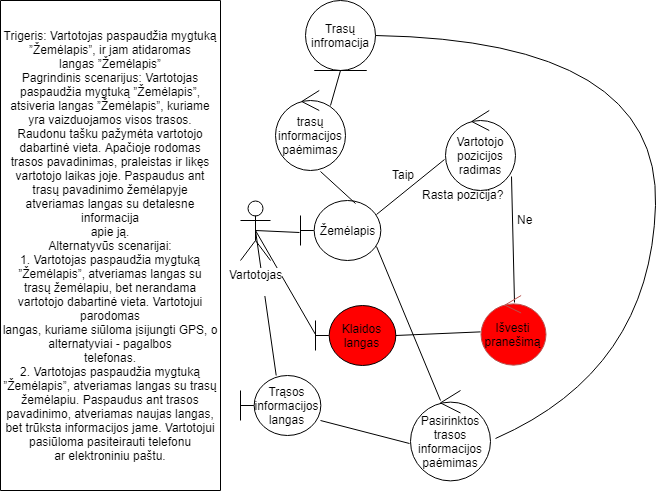 Trigeris: Vartotojas paspaudžia mygtuką
"Žemėlapis", ir jam atidaromas
langas "Žemėlapis"
Pagrindinis scenarijus: Vartotojas
paspaudžia mygtuką "Žemėlapis",
atsiveria langas "Žemėlapis", kuriame
yra vaizduojamos visos trasos.
Raudonu tašku pažymėta vartotojo
dabartinė vieta. Apačioje rodomas
trasos pavadinimas, praleistas ir likęs
vartotojo laikas joje. Paspaudus ant
trasų pavadinimo žemėlapyje
atveriamas langas su detalesne
informacija
apie ją.
Alternatyvūs scenarijai:
1. Vartotojas paspaudžia mygtuką
"Žemėlapis", atveriamas langas su
trasų žemėlapiu, bet nerandama
vartotojo dabartinė vieta. Vartotojui
parodomas
langas, kuriame siūloma įsijungti GPS, o
alternatyviai - pagalbos
telefonas.
2. Vartotojas paspaudžia mygtuką
"Žemėlapis", atveriamas langas su trasų
žemėlapiu. Paspaudus ant trasos
pavadinimo, atveriamas naujas langas,
bet trūksta informacijos jame. Vartotojui
pasiūloma pasiteirauti telefonu
ar elektroniniu paštu.
Trasų
infromacija
trasų
informacijos
paėmimas
Vartotojo
pozicijos
radimas
Taip
Rasta pozicija?
Ne
Žemėlapis
Vartotojas
Klaidos
langas
Išvesti
pranešimą
Trąsos
informacijos
langas
Pasirinktos
trasos
informacijos
paėmimas